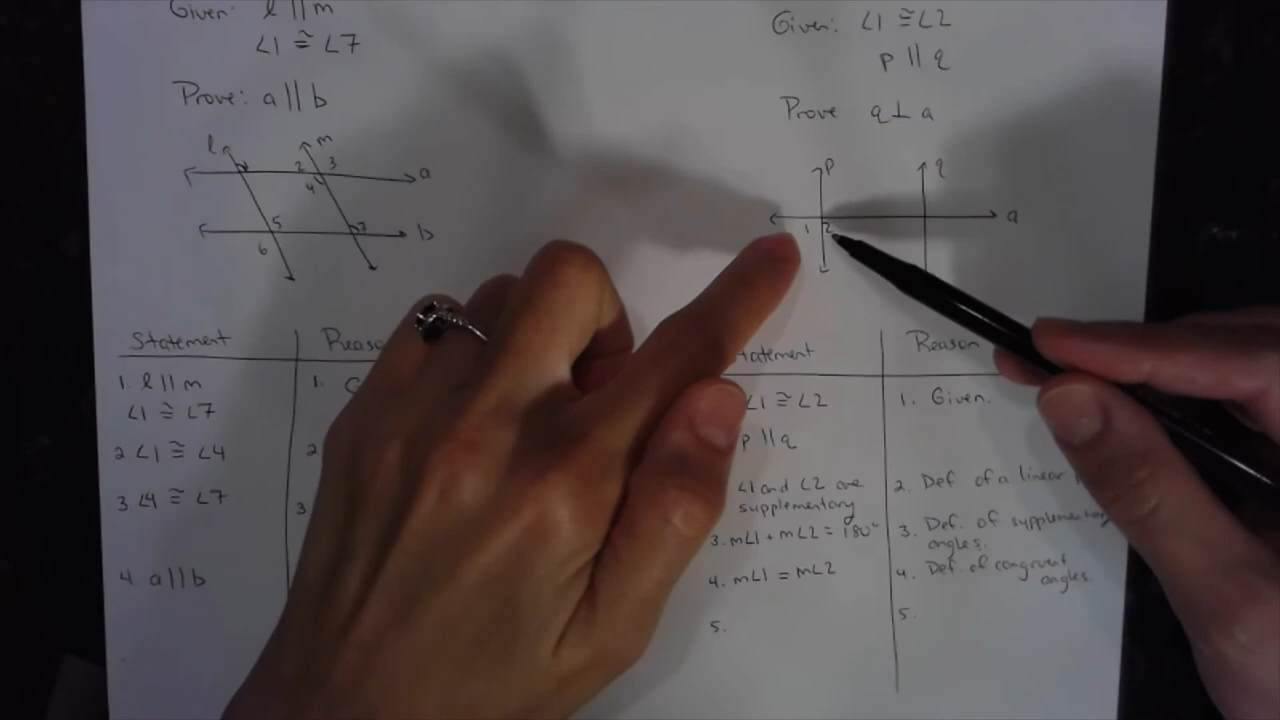 Given: l || m
∠1 ≅ ∠7
Prove: a || b
l
m
2
3
a
4
5
7
b
6
Statement
1. l || m
∠1 ≅ ∠7
2 ∠1 ≅ ∠4
3 ∠4 ≅ ∠7
4. a || b
1.
2
3
Given: ∠1 ≅ ∠2
p || q
Prove q ⊥ a
p
q
a
1
2
Reason
∠1 ≅ ∠2
p || q
∠1 and ∠2 are
supplementary
3. m∠1 + m∠2 = 180°
4. m∠1 = m∠2
5.
1. Given.
2. Def of a linear
3. Def. of supplementary
angles.
4. Def. of congruent
angles.
5.